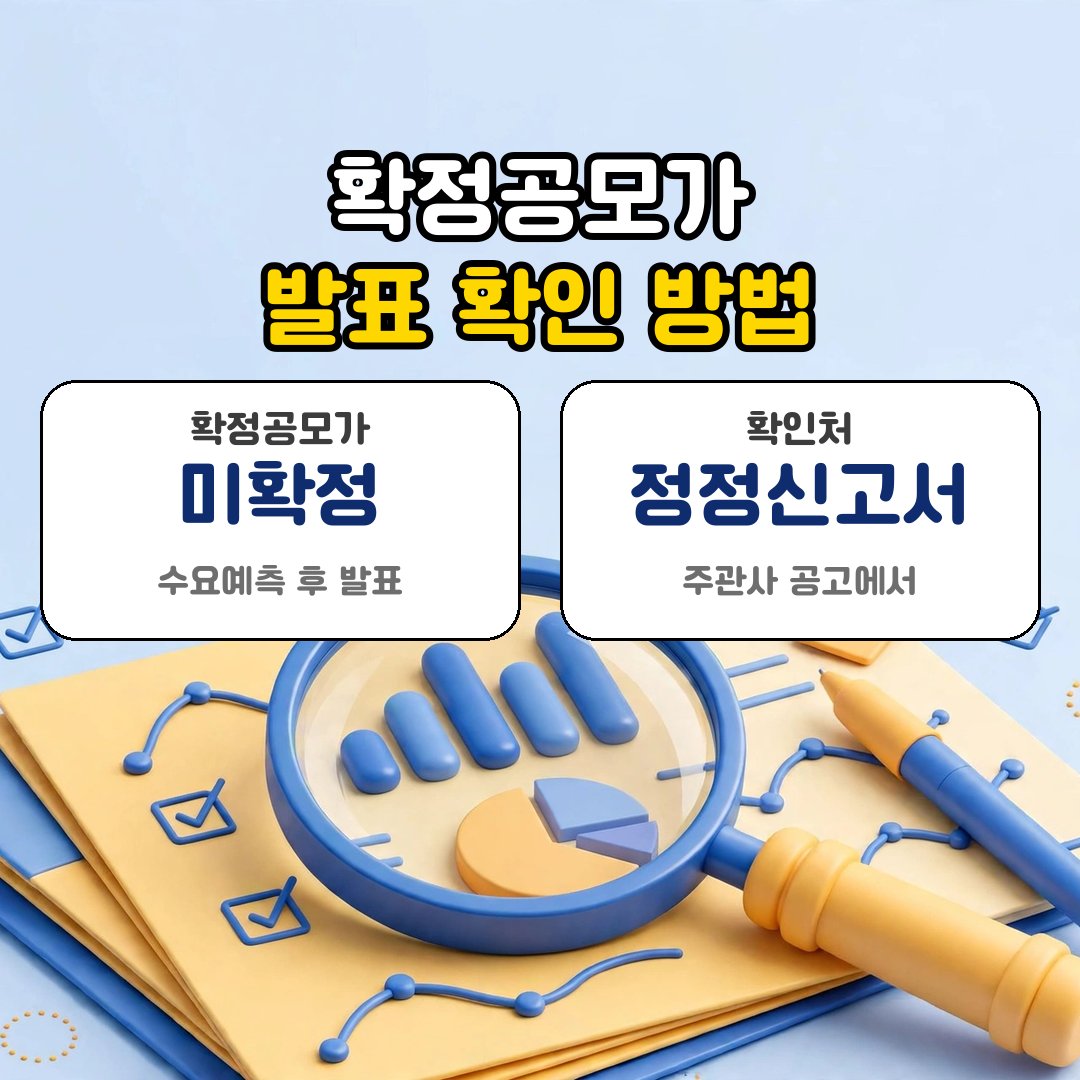 확정공모가
발표 확인 방법
확정공모가
미확정
수요예측 후 발표
확인처
정정신고서
주관사 공고에서